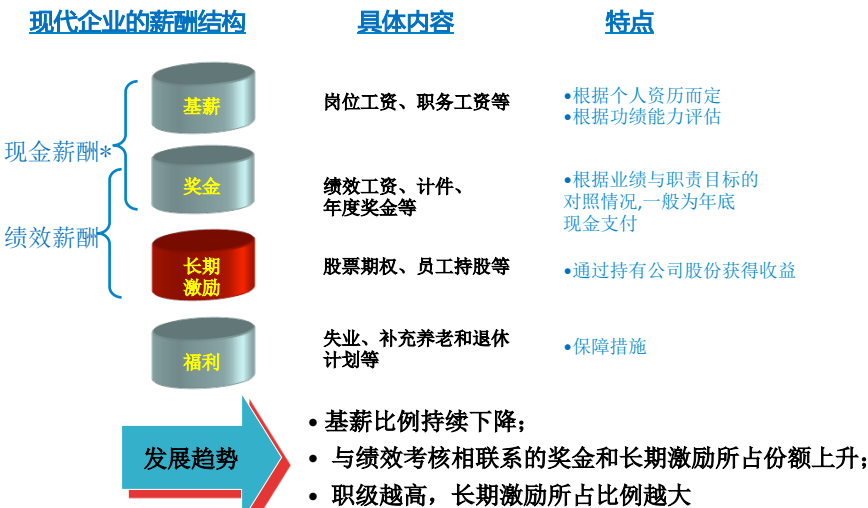 现代企业的薪酬结构
具体内容
特点
现金薪酬*
绩效薪酬
基薪
岗位工资、职务工资等
•根据个人资历而定
•根据功绩能力评估
奖金
绩效工资、计件、
年度奖金等
•根据业绩与职责目标的
对照情况,一般为年底
现金支付
长期
激励
股票期权、员工持股等
•通过持有公司股份获得收益
福利
失业、补充养老和退休
计划等
•保障措施
发展趋势
• 基薪比例持续下降；
• 与绩效考核相联系的奖金和长期激励所占份额上升；
• 职级越高，长期激励所占比例越大